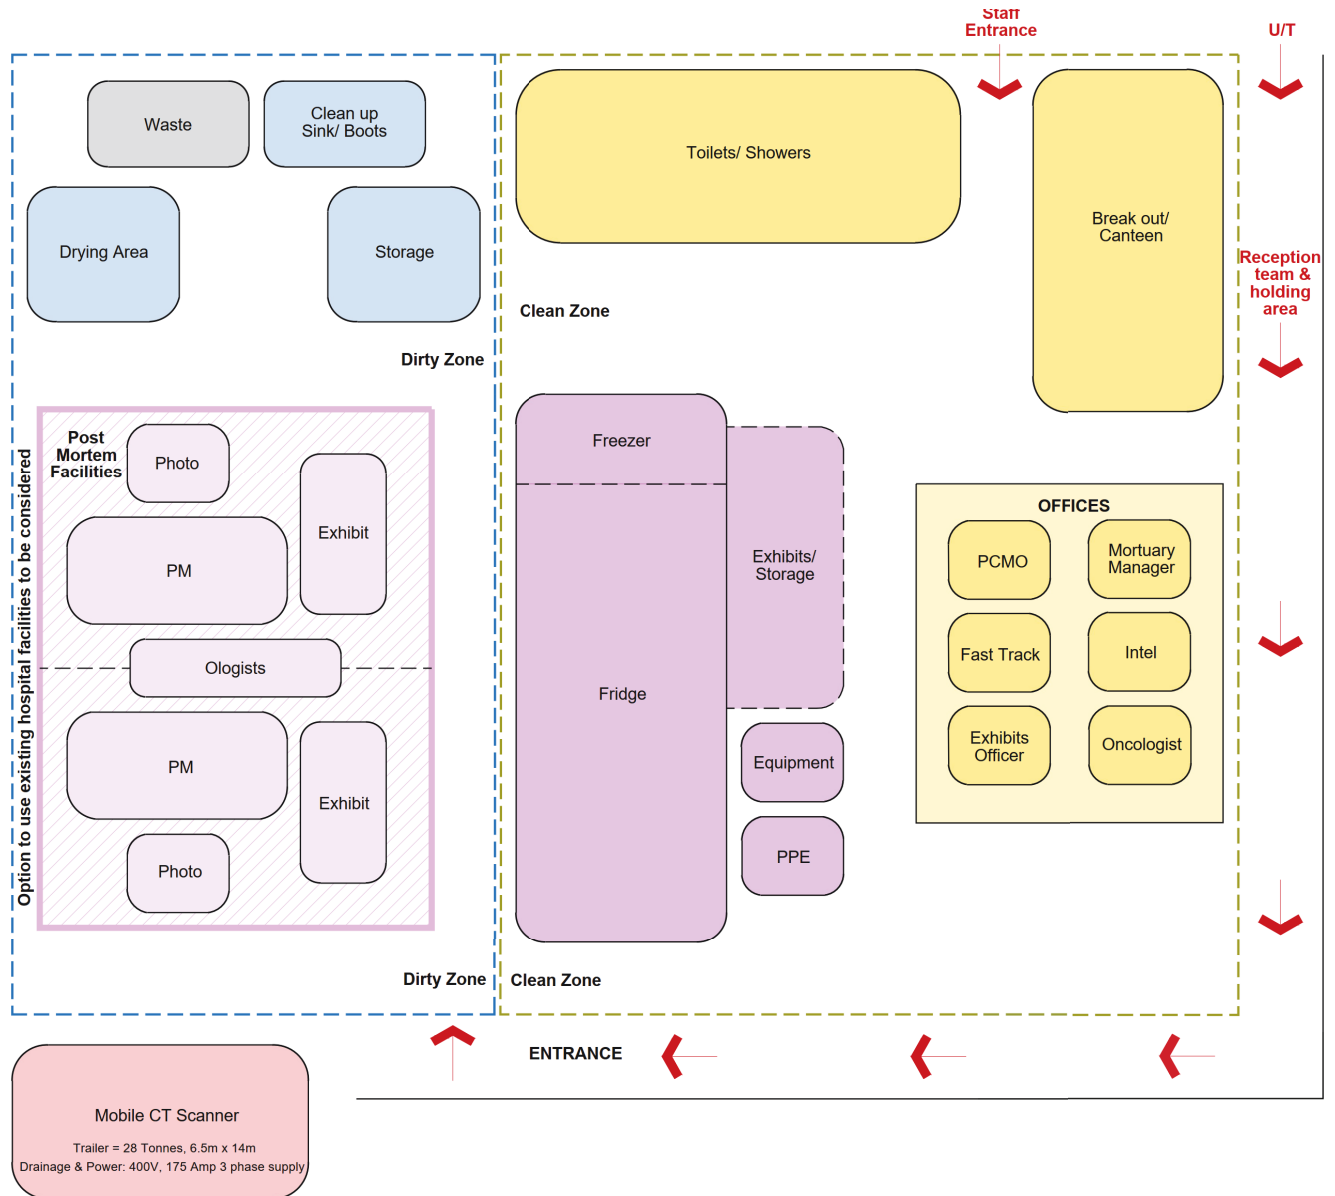 Staff
Entrance
U/T
Waste
Clean up
Sink/ Boots
Toilets/ Showers
Break out/
Canteen
Drying Area
Storage
Reception
team &
holding
area
Clean Zone
Dirty Zone
Option to use existing hospital facilities to be considered
Post
Mortem
Facilities
Photo
Exhibit
PM
Ologists
PM
Exhibit
Photo
Freezer
Fridge
Exhibits/
Storage
Equipment
PPE
OFFICES
PCMO
Mortuary
Manager
Fast Track
Intel
Exhibits
Officer
Oncologist
Dirty Zone
Clean Zone
ENTRANCE
Mobile CT Scanner
Trailer = 28 Tonnes, 6.5m x 14m
Drainage & Power: 400V, 175 Amp 3 phase supply